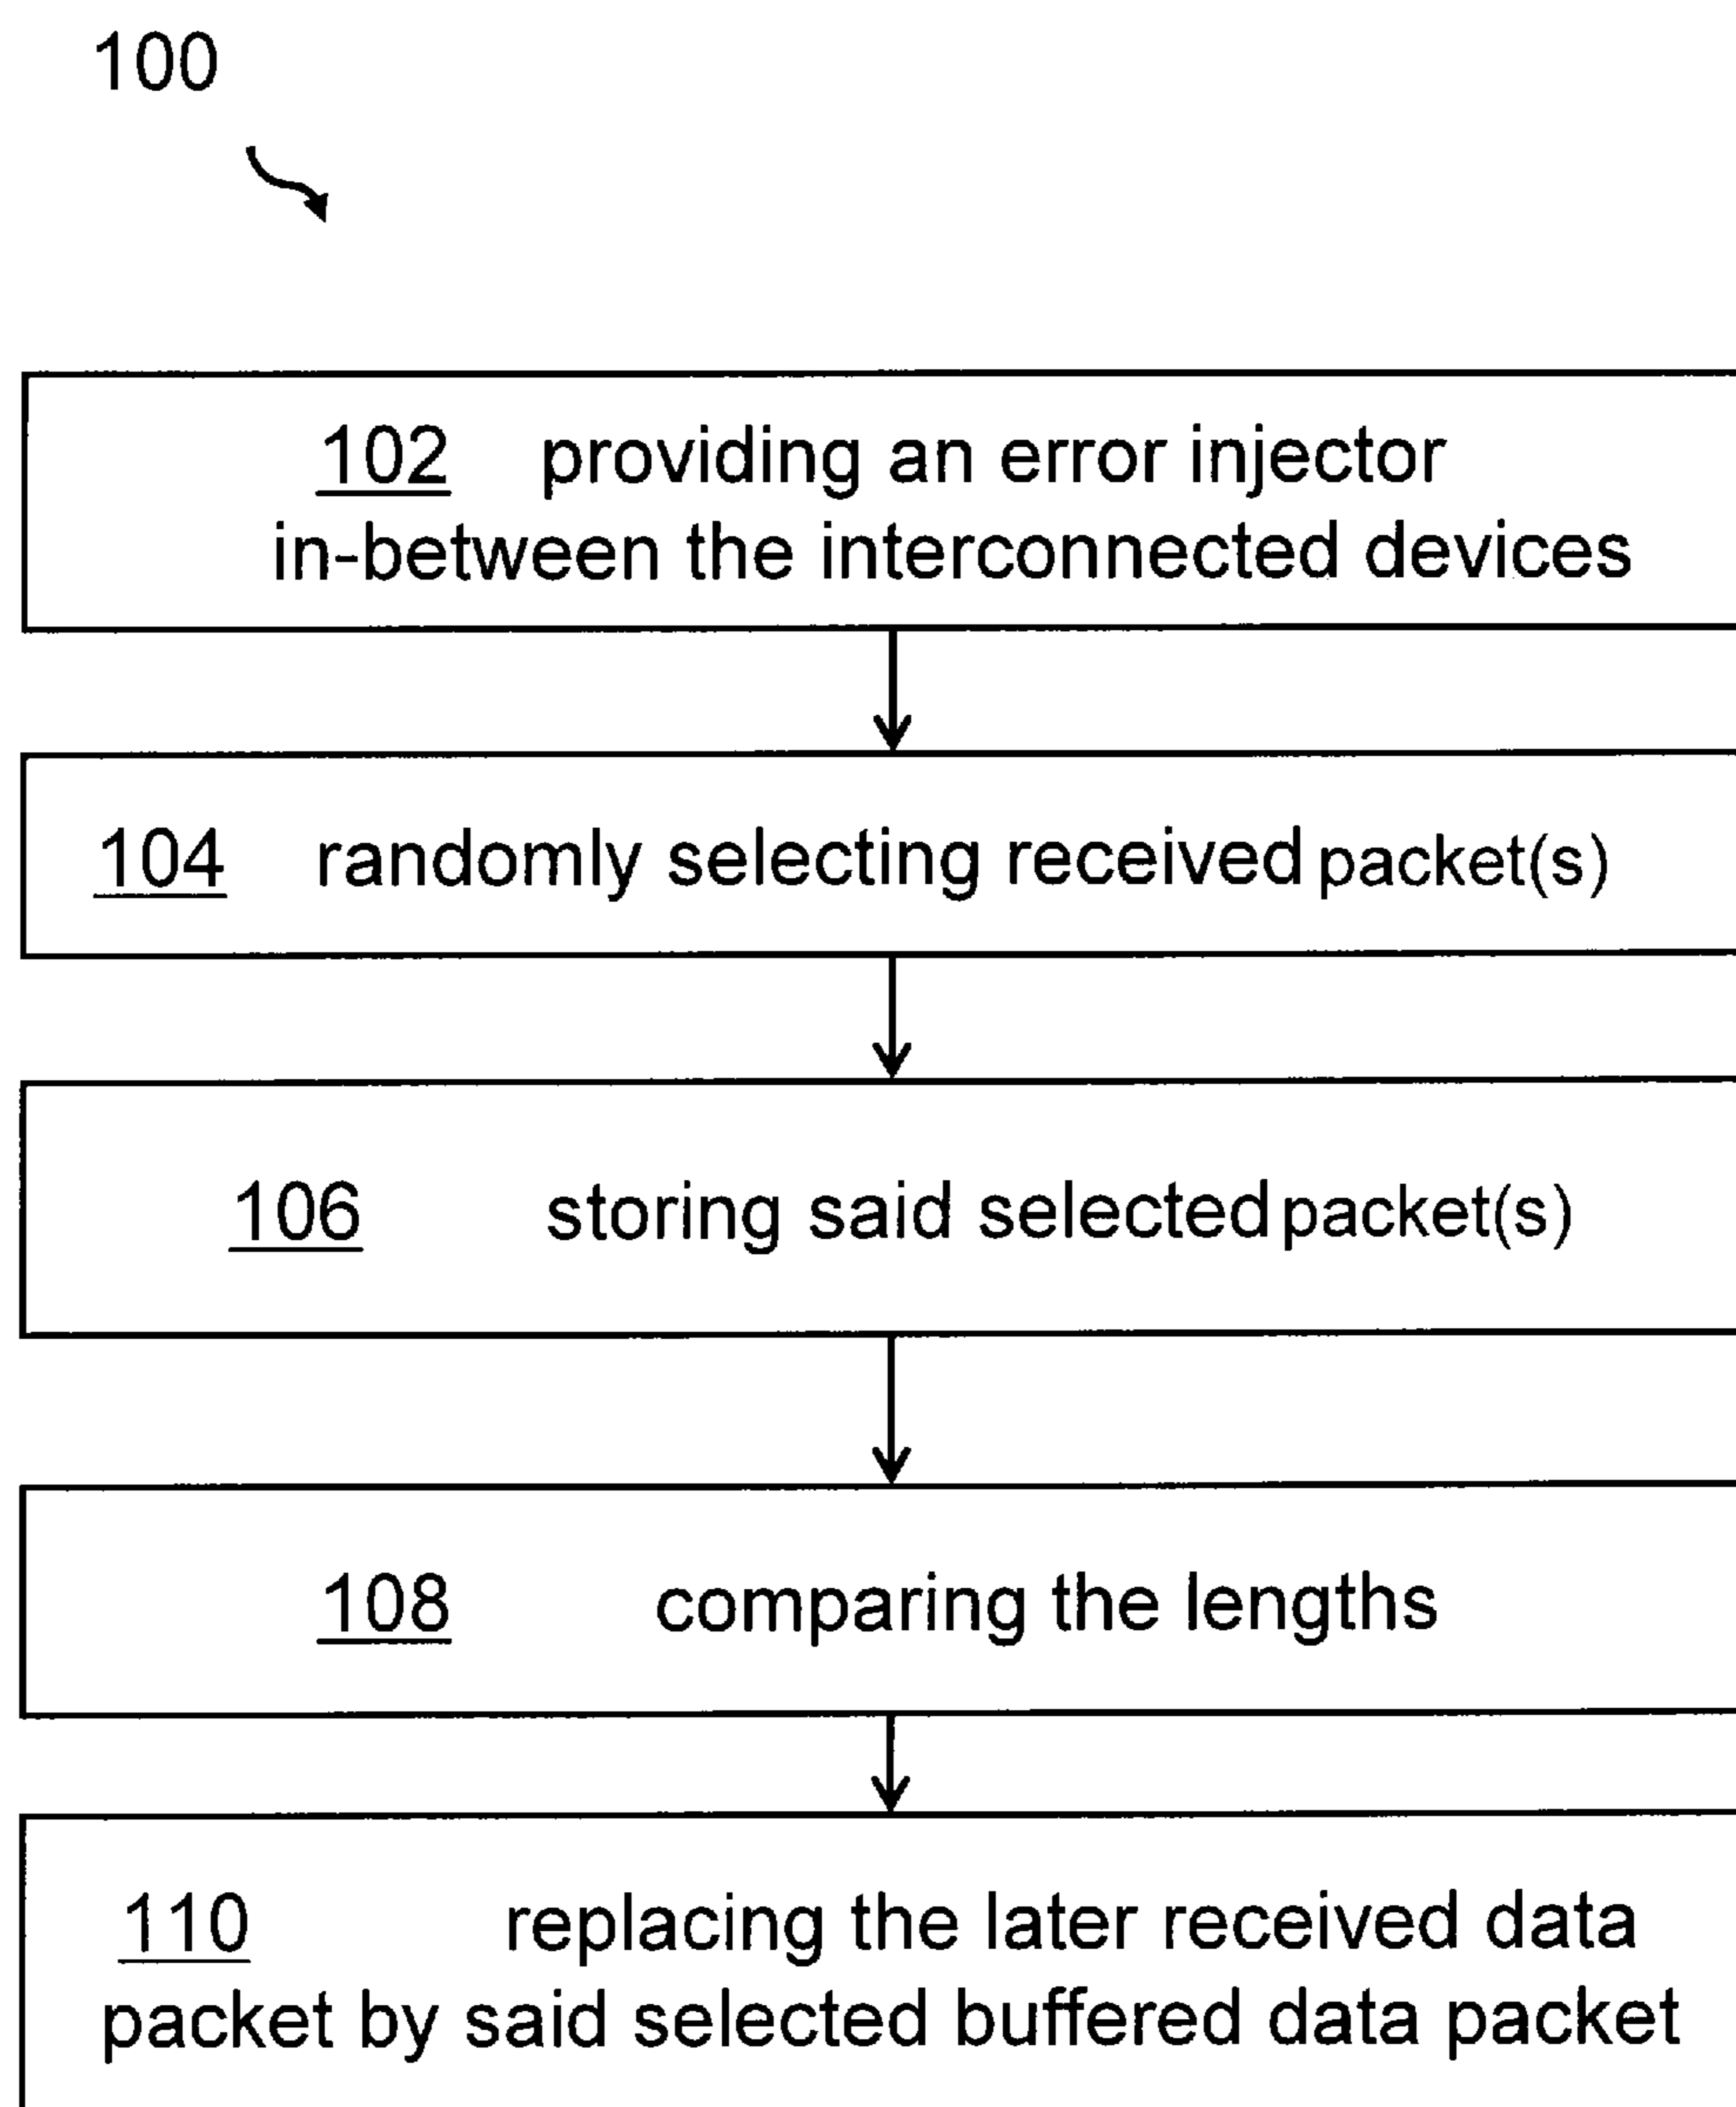 100
102 providing an error injector
in-between the interconnected devices
104 randomly selecting received packet(s)
106 storing said selected packet(s)
108 comparing the lengths
110 replacing the later received data
packet by said selected buffered data packet